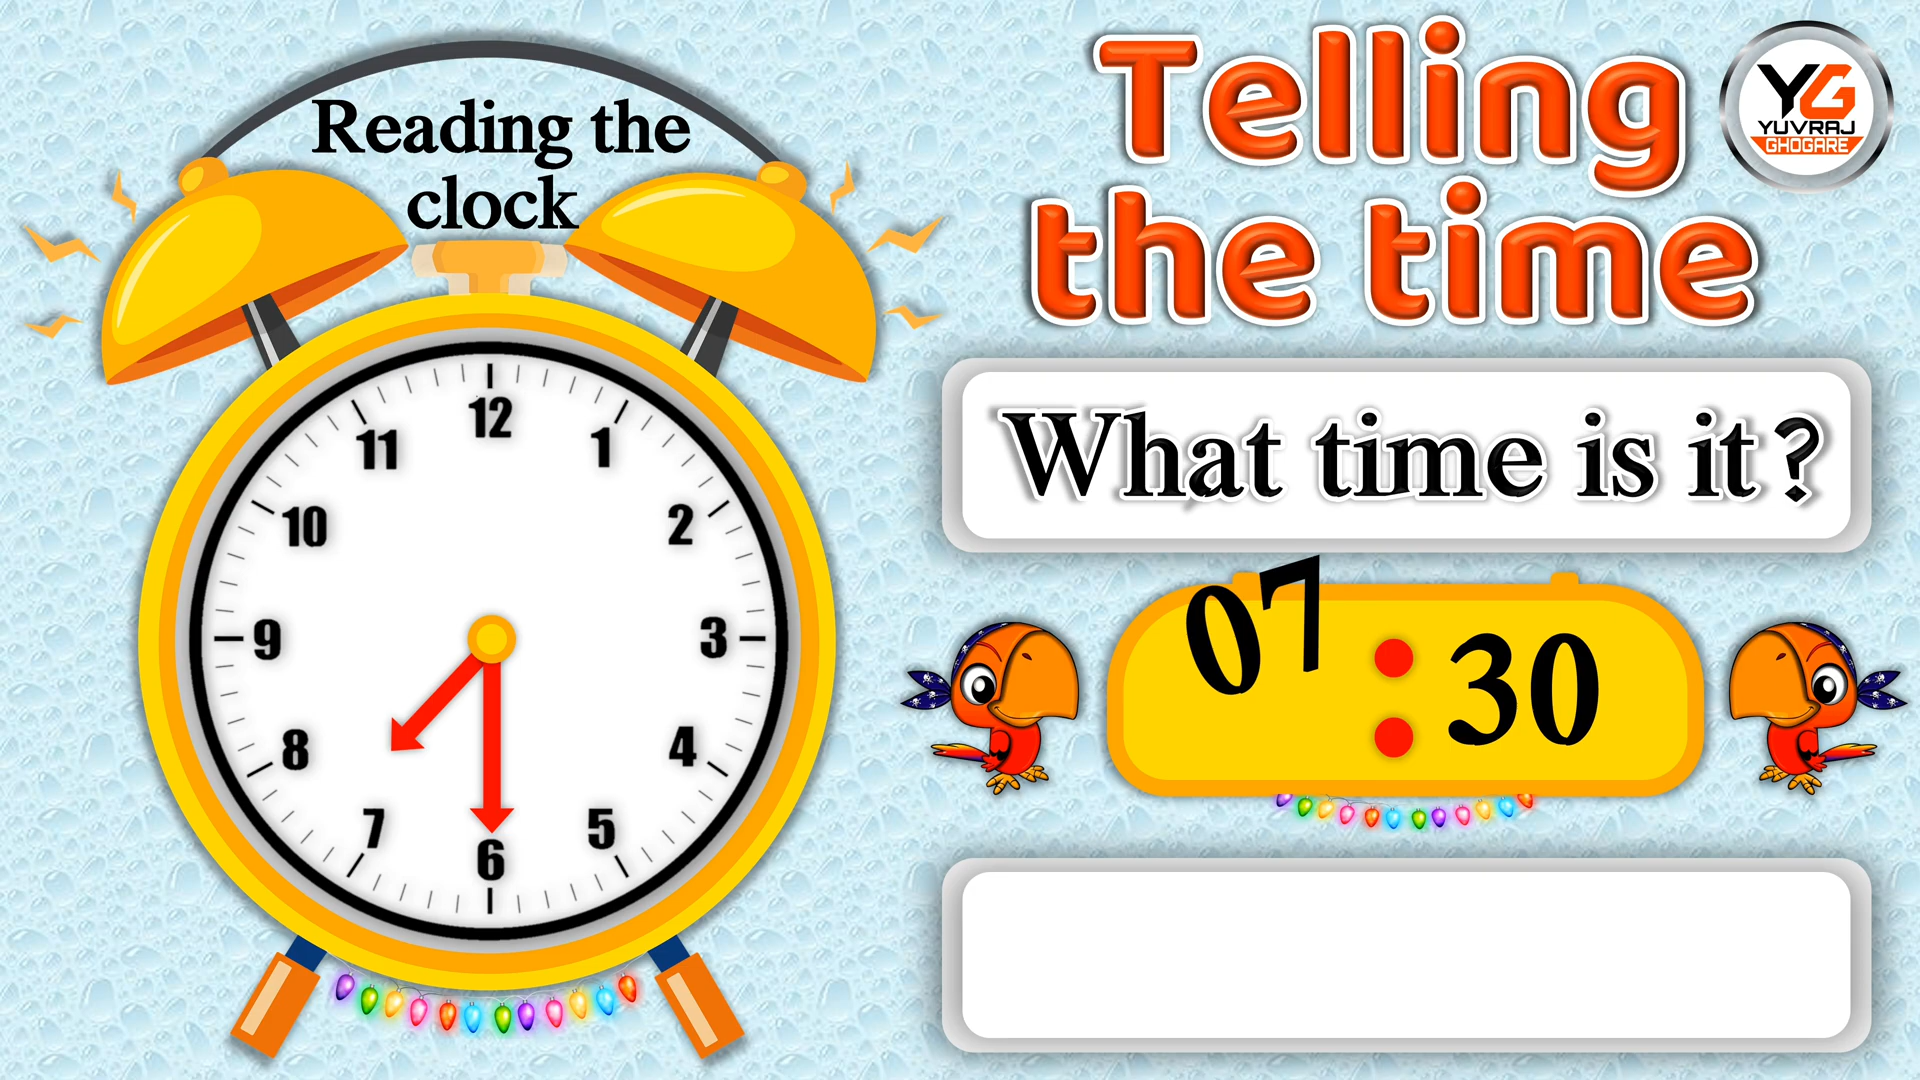 Reading the
clock
Telling
the time
YG
YUVRAJ
GHOGARE
What time is it?
07 : 30
12
1
2
3
4
5
6
7
8
9
10
11